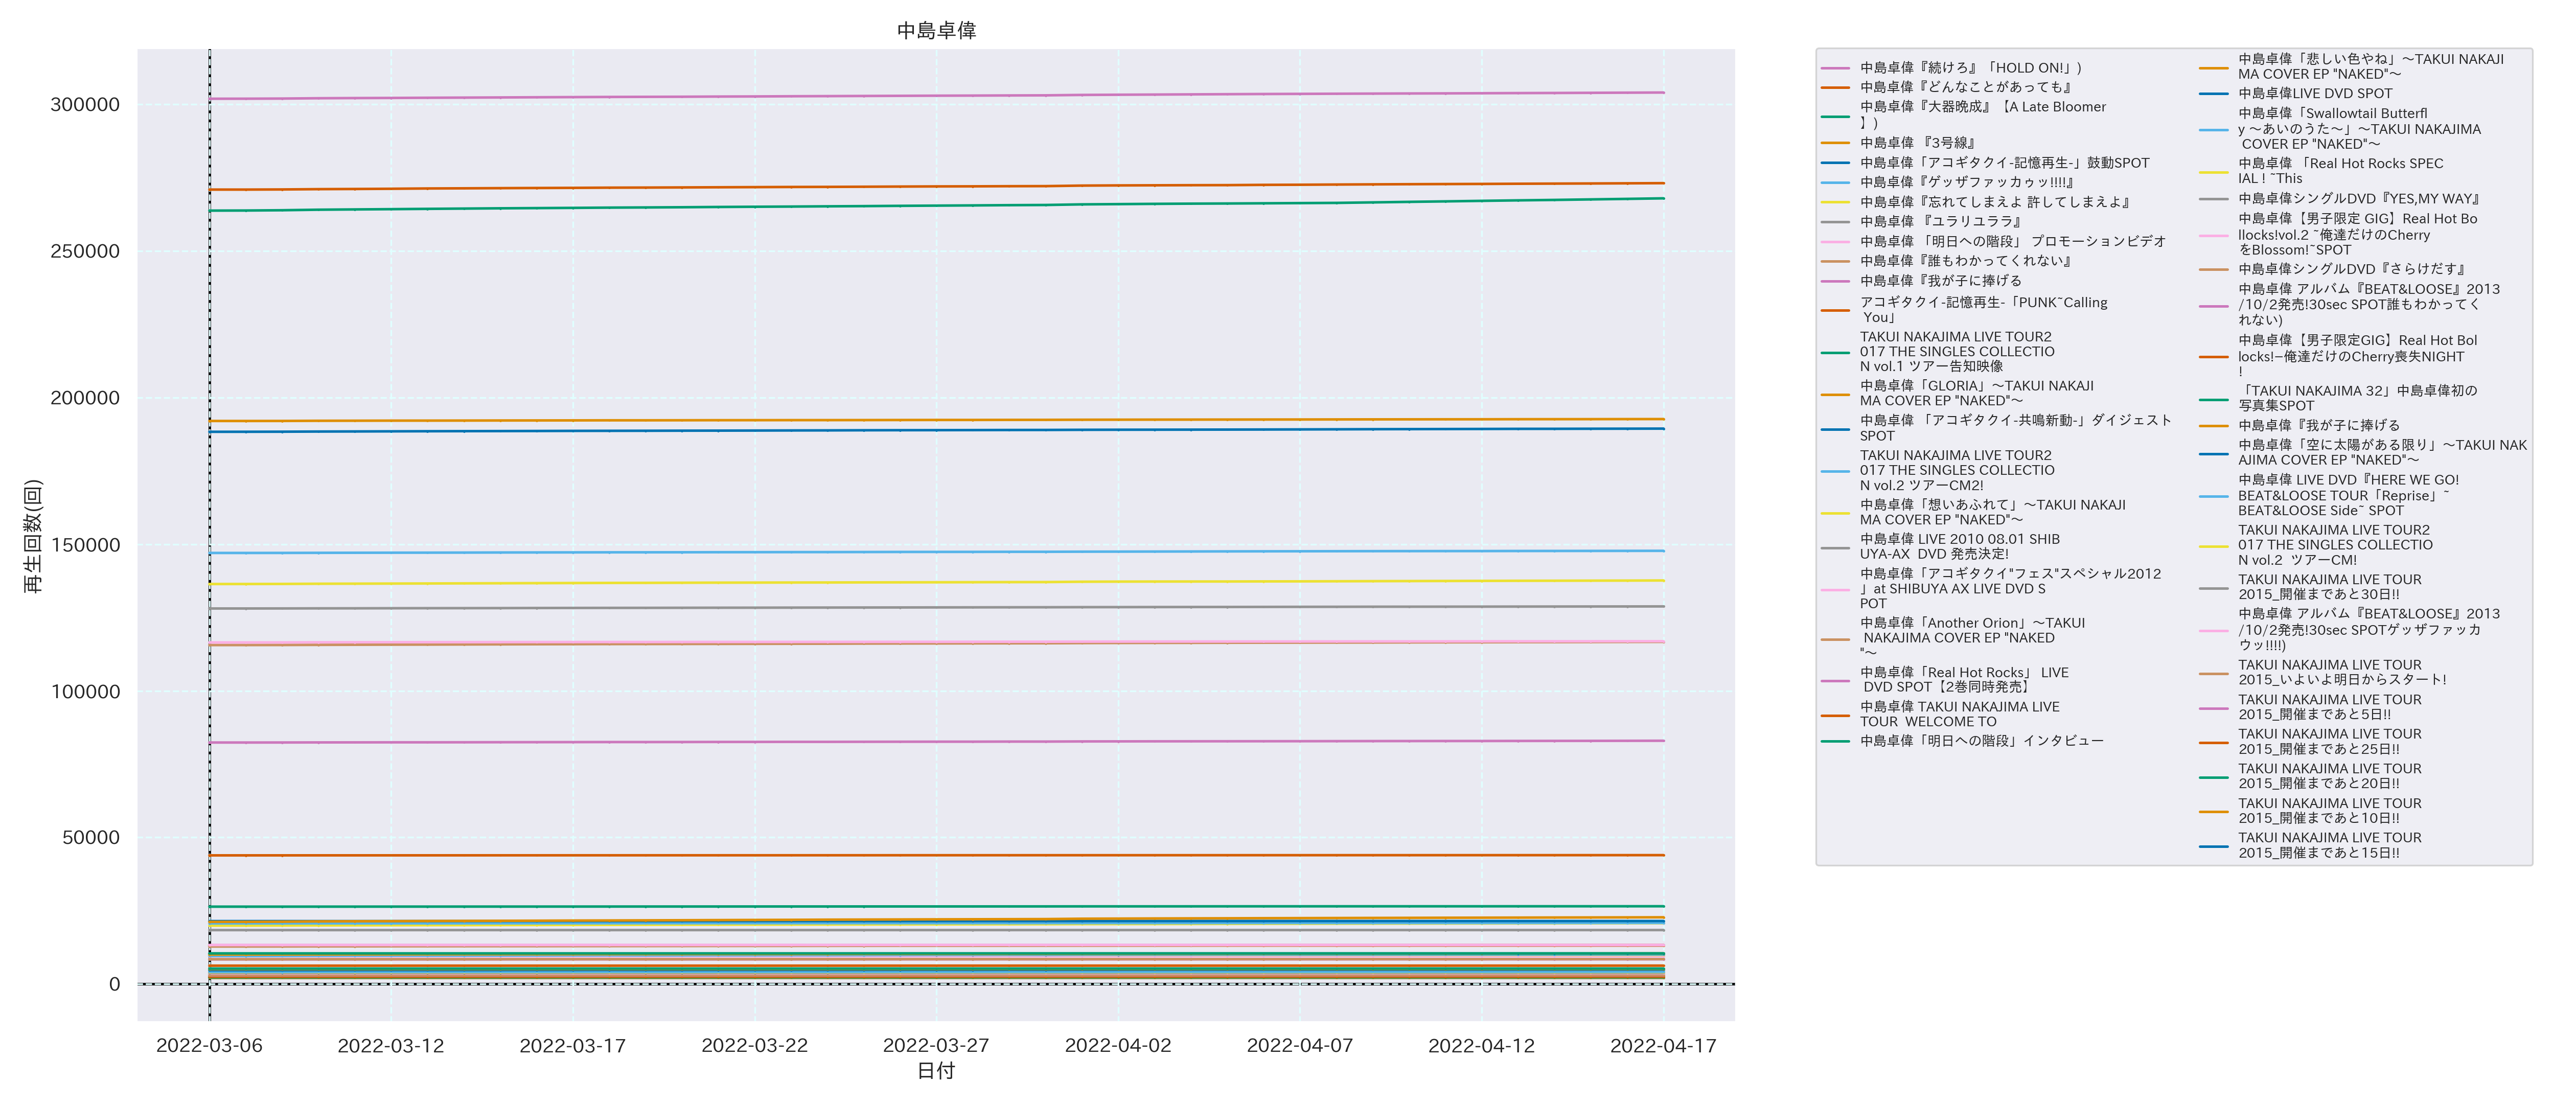 中島卓偉
再生回数(回)
300000
250000
200000
150000
100000
50000
0
2022-03-06
2022-03-12
2022-03-17
2022-03-22
2022-03-27
2022-04-02
2022-04-07
2022-04-12
2022-04-17
日付
中島卓偉『続けろ』「HOLD ON!」)
中島卓偉『どんなことがあっても』
中島卓偉『大器晩成』【A Late Bloomer
】)
中島卓偉 『3号線』
中島卓偉「アコギタクイ-記憶再生-」鼓動SPOT
中島卓偉『ゲッザファッカゥッ!!!!』
中島卓偉『忘れてしまえよ 許してしまえよ』
中島卓偉 『ユラリユララ』
中島卓偉 「明日への階段」 プロモーションビデオ
中島卓偉『誰もわかってくれない』
中島卓偉『我が子に捧げる
アコギタクイ-記憶再生-「PUNK~Calling
You」
TAKUI NAKAJIMA LIVE TOUR2
017 THE SINGLES COLLECTIO
N vol.1 ツアー告知映像
中島卓偉「GLORIA」～TAKUI NAKAJI
MA COVER EP "NAKED"～
中島卓偉 「アコギタクイ-共鳴新動-」ダイジェスト
SPOT
TAKUI NAKAJIMA LIVE TOUR2
017 THE SINGLES COLLECTIO
N vol.2 ツアーCM2!
中島卓偉「想いあふれて」～TAKUI NAKAJI
MA COVER EP "NAKED"～
中島卓偉 LIVE 2010 08.01 SHIB
UYA-AX  DVD 発売決定!
中島卓偉「アコギタクイ"フェス"スペシャル2012
」at SHIBUYA AX LIVE DVD S
POT
中島卓偉「Another Orion」～TAKUI
NAKAJIMA COVER EP "NAKED
"～
中島卓偉「Real Hot Rocks」 LIVE
DVD SPOT【2巻同時発売】
中島卓偉 TAKUI NAKAJIMA LIVE
TOUR  WELCOME TO
中島卓偉「明日への階段」インタビュー
中島卓偉「悲しい色やね」～TAKUI NAKAJI
MA COVER EP "NAKED"～
中島卓偉LIVE DVD SPOT
中島卓偉「Swallowtail Butterfl
y ～あいのうた～」～TAKUI NAKAJIMA
COVER EP "NAKED"～
中島卓偉 「Real Hot Rocks SPEC
IAL ! ~This
中島卓偉シングルDVD『YES,MY WAY』
中島卓偉【男子限定 GIG】Real Hot Bo
llocks!vol.2 ~俺達だけのCherry
をBlossom!~SPOT
中島卓偉シングルDVD『さらけだす』
中島卓偉 アルバム『BEAT&LOOSE』2013
/10/2発売!30sec SPOT誰もわかってく
れない)
中島卓偉【男子限定GIG】Real Hot Bol
locks!−俺達だけのCherry喪失NIGHT
!
「TAKUI NAKAJIMA 32」中島卓偉初の
写真集SPOT
中島卓偉『我が子に捧げる
中島卓偉「空に太陽がある限り」～TAKUI NAK
AJIMA COVER EP "NAKED"～
中島卓偉 LIVE DVD『HERE WE GO!
BEAT&LOOSE TOUR「Reprise」~
BEAT&LOOSE Side~ SPOT
TAKUI NAKAJIMA LIVE TOUR2
017 THE SINGLES COLLECTIO
N vol.2  ツアーCM!
TAKUI NAKAJIMA LIVE TOUR
2015_開催まであと30日!!
中島卓偉 アルバム『BEAT&LOOSE』2013
/10/2発売!30sec SPOTゲッザファッカ
ウッ!!!!)
TAKUI NAKAJIMA LIVE TOUR
2015_いよいよ明日からスタート!
TAKUI NAKAJIMA LIVE TOUR
2015_開催まであと5日!!
TAKUI NAKAJIMA LIVE TOUR
2015_開催まであと25日!!
TAKUI NAKAJIMA LIVE TOUR
2015_開催まであと20日!!
TAKUI NAKAJIMA LIVE TOUR
2015_開催まであと10日!!
TAKUI NAKAJIMA LIVE TOUR
2015_開催まであと15日!!